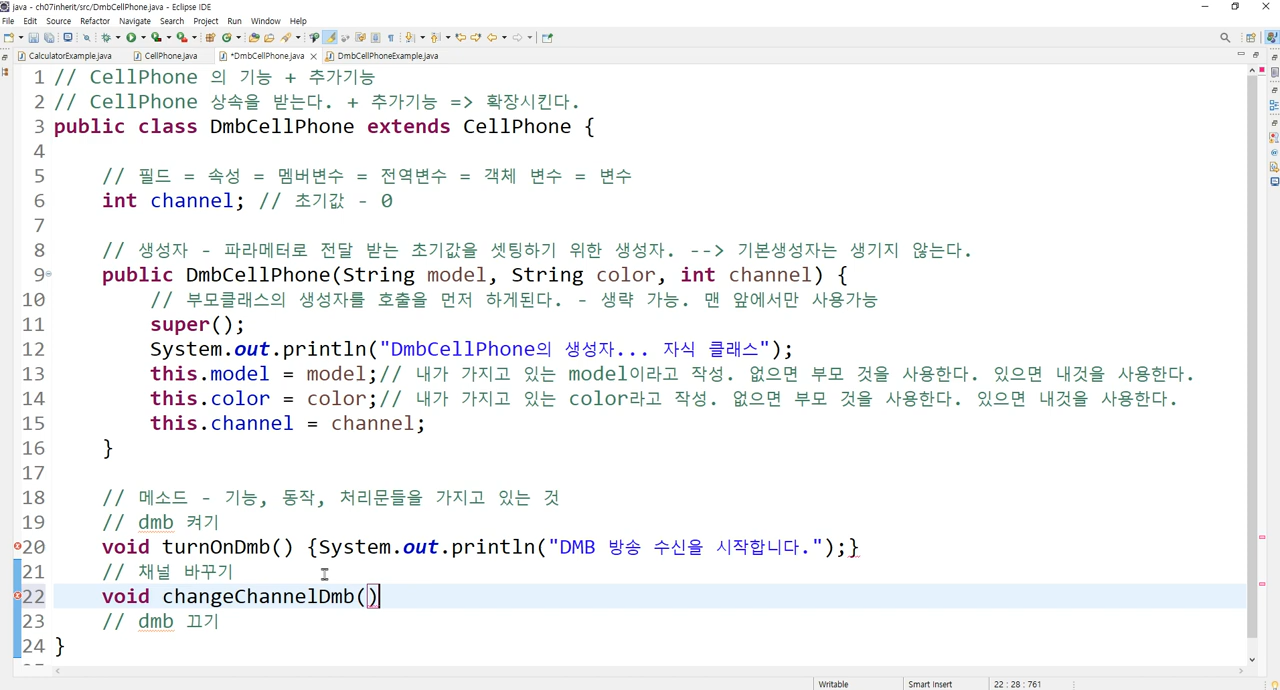 java - ch07inherit/src/DmbCellPhone.java - Eclipse IDE
File Edit Source Refactor Navigate Search Project Run Window Help
CalculatorExample.java CellPhone.java *DmbCellPhone.java DmbCellPhoneExample.java
1 // CellPhone 의 기능 + 추가기능
2 // CellPhone 상속을 받는다. + 추가기능 => 확장시킨다.
3 public class DmbCellPhone extends CellPhone {
4
5 // 필드 = 속성 = 멤버변수 = 전역변수 = 객체 변수 = 변수
6 int channel; // 초기값 - 0
7
8 // 생성자 - 파라메터로 전달 받는 초기값을 셋팅하기 위한 생성자. --> 기본생성자는 생기지 않는다.
9 public DmbCellPhone(String model, String color, int channel) {
10 // 부모클래스의 생성자를 호출을 먼저 하게된다. - 생략 가능. 맨 앞에서만 사용가능
11 super();
12 System.out.println("DmbCellPhone의 생성자... 자식 클래스");
13 this.model = model;// 내가 가지고 있는 model이라고 작성. 없으면 부모 것을 사용한다. 있으면 내것을 사용한다.
14 this.color = color;// 내가 가지고 있는 color라고 작성. 없으면 부모 것을 사용한다. 있으면 내것을 사용한다.
15 this.channel = channel;
16 }
17
18 // 메소드 - 기능, 동작, 처리문들을 가지고 있는 것
19 // dmb 켜기
20 void turnOnDmb() {System.out.println("DMB 방송 수신을 시작합니다.");}
21 // 채널 바꾸기
22 void changeChannelDmb()
23 // dmb 끄기
24 }
Writable Smart Insert 22 : 28 : 761